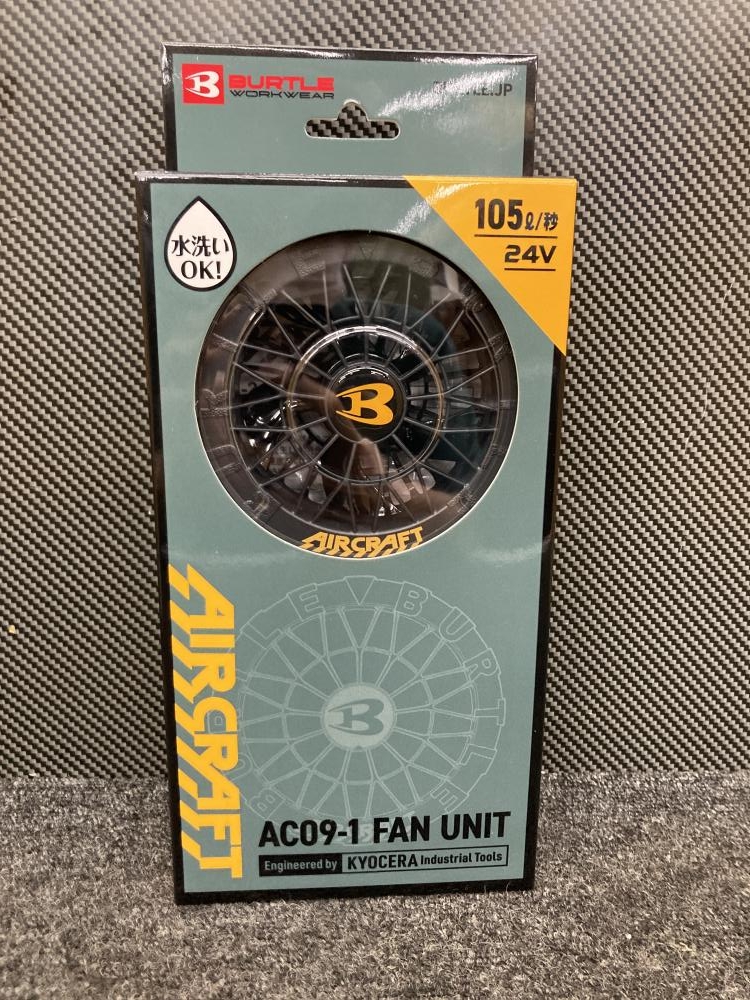 BURTLE
WORKWEAR
105ℓ/秒
24V
水洗い
OK!
B
AIRCRAFT
AIRCRAFT
BURTLE
B
AC09-1 FAN UNIT
Engineered by KYOCERA Industrial Tools